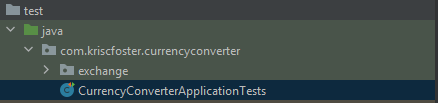 test
java
com.kriscfoster.currencyconverter
exchange
CurrencyConverterApplicationTests